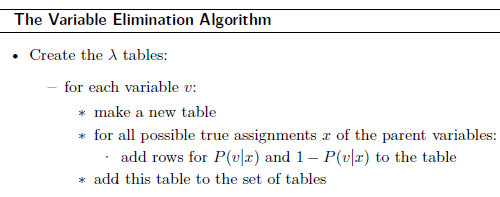 The Variable Elimination Algorithm
• Create the λ tables:
– for each variable v:
∗ make a new table
∗ for all possible true assignments x of the parent variables:
· add rows for P(v|x) and 1 − P(v|x) to the table
∗ add this table to the set of tables